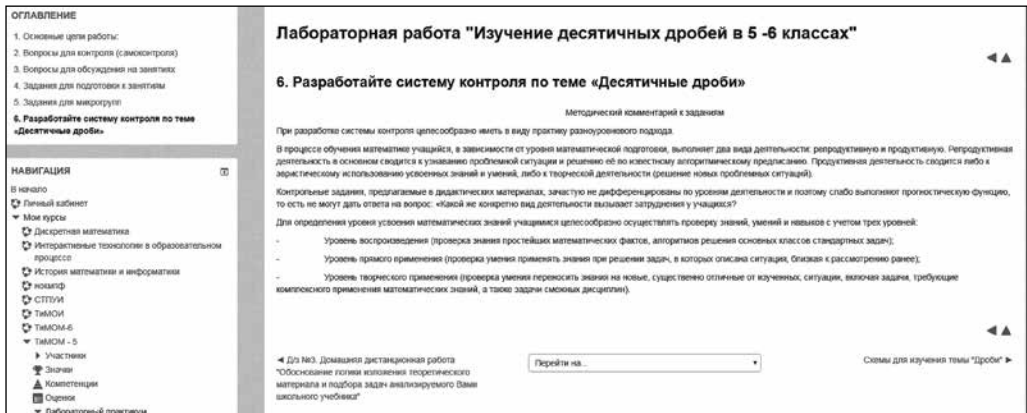 ОГЛАВЛЕНИЕ
1. Основные цели работы:
2. Вопросы для контроля (самоконтроля)
3. Вопросы для обсуждения на занятиях
4. Задания для подготовки к занятиям
5. Задания для микрогрупп
6. Разработайте систему контроля по теме
«Десятичные дроби»
НАВИГАЦИЯ
В начало
Личный кабинет
Мои курсы
Дискретная математика
Интерактивные технологии в образовательном
процессе
История математики и информатики
нокмпф
СТПУИ
ТиМОИ
ТиМОМ-6
ТиМОМ - 5
Участники
Значки
Компетенции
Оценки
Лабораторный практикум
Лабораторная работа "Изучение десятичных дробей в 5 -6 классах"
6. Разработайте систему контроля по теме «Десятичные дроби»
Методический комментарий к заданиям
При разработке системы контроля целесообразно иметь в виду практику разноуровневого подхода.
В процессе обучения математике учащийся, в зависимости от уровня математической подготовки, выполняет два вида деятельности: репродуктивную и продуктивную. Репродуктивная
деятельность в основном сводится к узнаванию проблемной ситуации и решению её по известному алгоритмическому предписанию. Продуктивная деятельность сводится либо к
эвристическому использованию усвоенных знаний и умений, либо к творческой деятельности (решение новых проблемных ситуаций).
Контрольные задания, предлагаемые в дидактических материалах, зачастую не дифференцированы по уровням деятельности и поэтому слабо выполняют прогностическую функцию,
то есть не могут дать ответа на вопрос: «Какой же конкретно вид деятельности вызывает затруднения у учащихся?
Для определения уровня усвоения математических знаний учащимися целесообразно осуществлять проверку знаний, умений и навыков с учетом трех уровней:
- Уровень воспроизведения (проверка знания простейших математических фактов, алгоритмов решения основных классов стандартных задач);
- Уровень прямого применения (проверка умения применять знания при решении задач, в которых описана ситуация, близкая к рассмотрению ранее);
- Уровень творческого применения (проверка умения переносить знания на новые, существенно отличные от изученных, ситуации, включая задачи, требующие
комплексного применения математических знаний, а также задачи смежных дисциплин).
Д/з №3. Домашняя дистанционная работа
"Обоснование логики изложения теоретического
материала и подбора задач анализируемого Вами
школьного учебника"
Перейти на...
Схемы для изучения темы "Дроби"